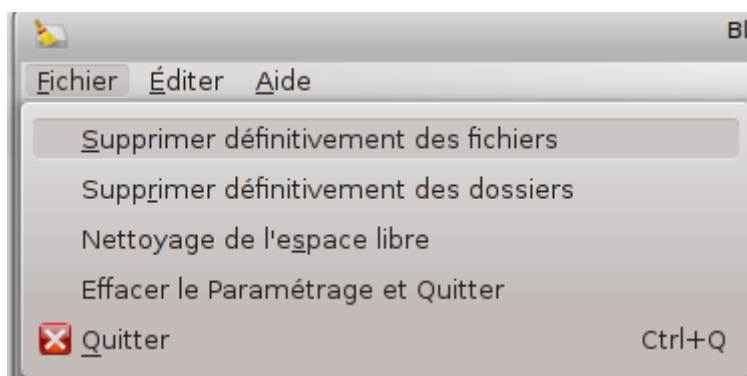 Bl
Fichier Éditer Aide
Supprimer définitivement des fichiers
Supprimer définitivement des dossiers
Nettoyage de l'espace libre
Effacer le Paramétrage et Quitter
Quitter Ctrl+Q